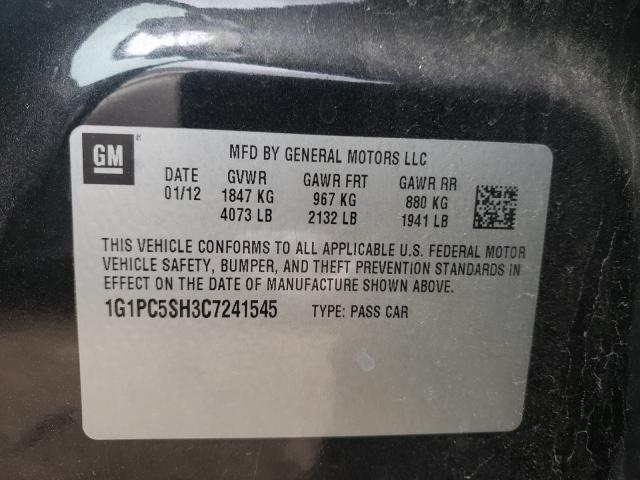 GM
MFD BY GENERAL MOTORS LLC
DATE GVWR GAWR FRT GAWR RR
01/12 1847 KG 967 KG 880 KG
4073 LB 2132 LB 1941 LB
THIS VEHICLE CONFORMS TO ALL APPLICABLE U.S. FEDERAL MOTOR
VEHICLE SAFETY, BUMPER, AND THEFT PREVENTION STANDARDS IN
EFFECT ON THE DATE OF MANUFACTURE SHOWN ABOVE.
1G1PC5SH3C7241545 TYPE: PASS CAR